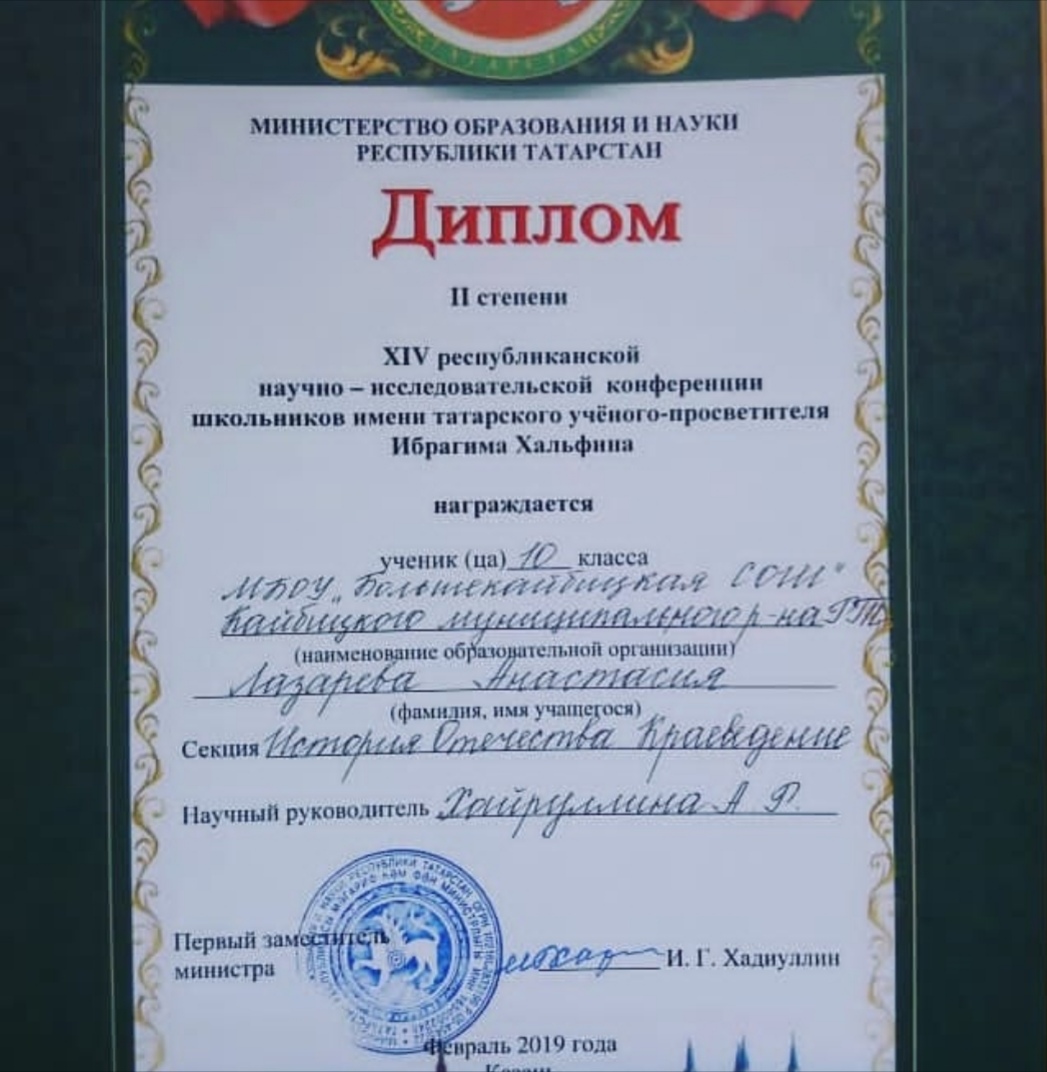 ТАТАРСТАН
МИНИСТЕРСТВО ОБРАЗОВАНИЯ И НАУКИ
РЕСПУБЛИКИ ТАТАРСТАН
Диплом
II степени
XIV республиканской
научно – исследовательской конференции
школьников имени татарского учёного-просветителя
Ибрагима Хальфина
награждается
ученик (ца) 10 класса
МБОУ „Большекайбицкая СОШ"
Кайбицкого муниципального р-на РТ
(наименование образовательной организации)
Лазарева Анастасия
(фамилия, имя учащегося)
Секция История Отечества Краеведение
Научный руководитель Хайруллина А Р.
Первый заместитель
министра
И. Г. Хадиуллин
Февраль 2019 года
Казань